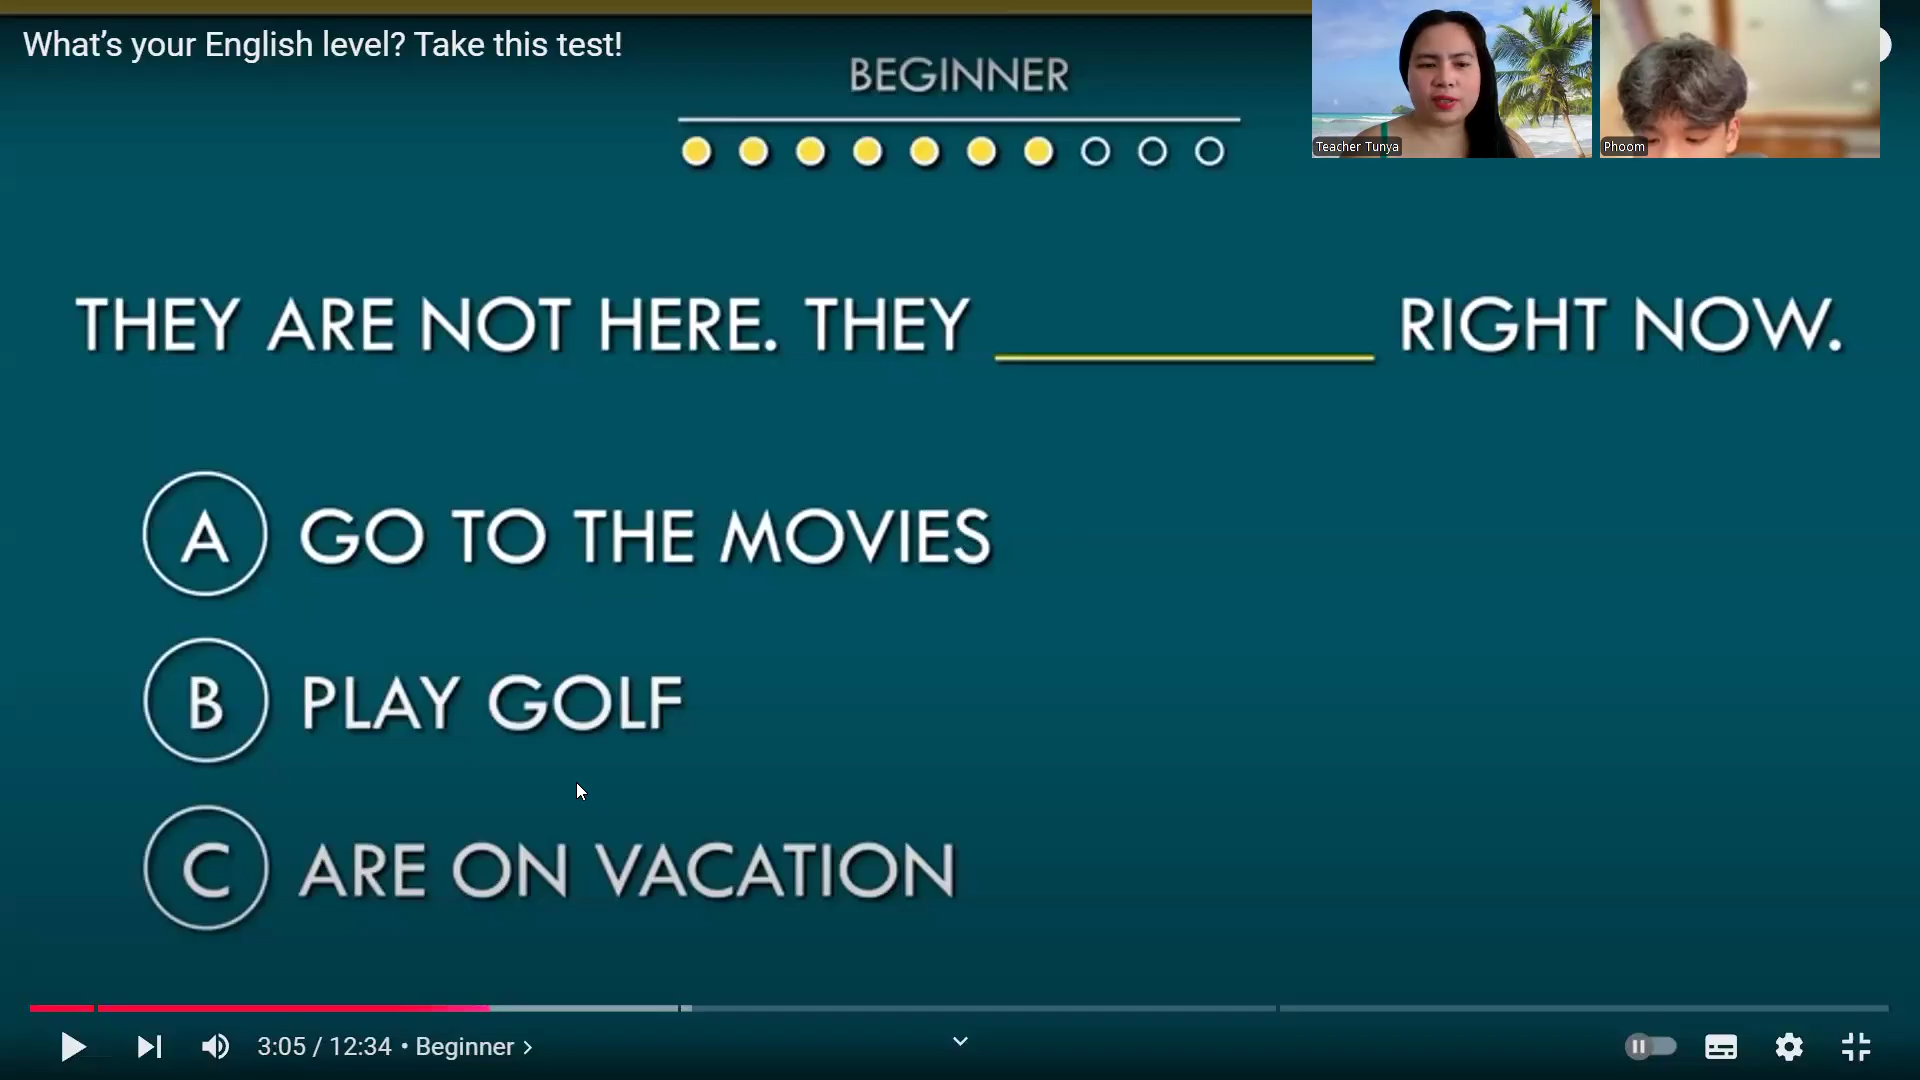 What's your English level? Take this test!
BEGINNER
Teacher Tunya
Phoom
THEY ARE NOT HERE. THEY ____________ RIGHT NOW.
A GO TO THE MOVIES
B PLAY GOLF
C ARE ON VACATION
3:05 / 12:34 • Beginner >